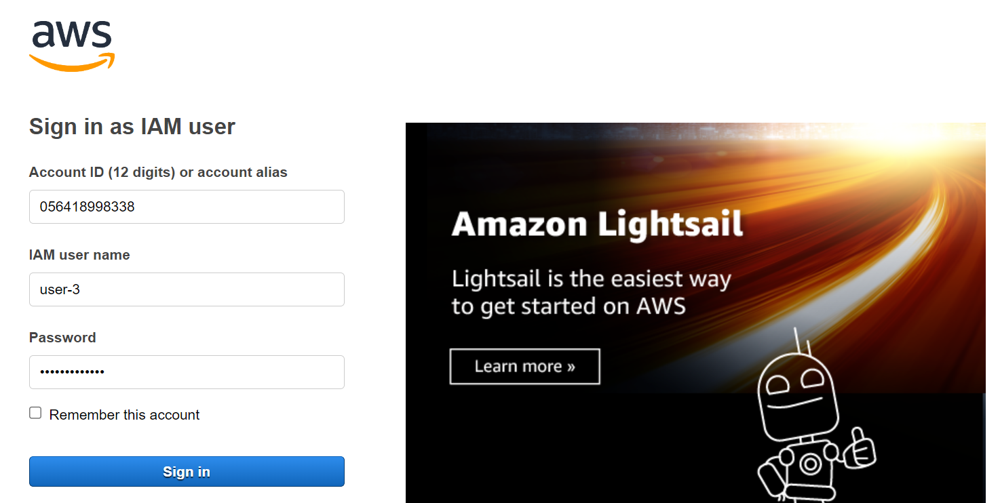 aws
Sign in as IAM user
Account ID (12 digits) or account alias
056418998338
IAM user name
user-3
Password
•••••••••••••
Remember this account
Sign in
Amazon Lightsail
Lightsail is the easiest way
to get started on AWS
Learn more »